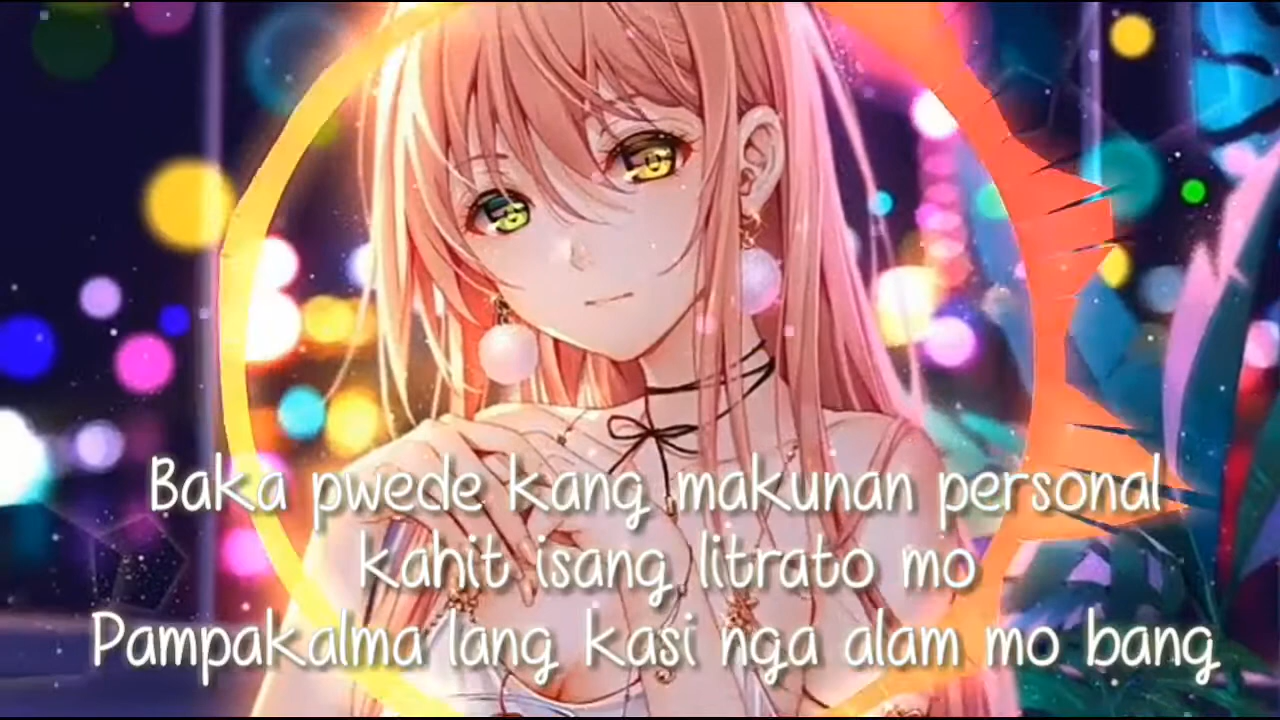 Baka pwede kang makunan personal
kahit isang litrato mo
Pampakalma lang kasi nga alam mo bang